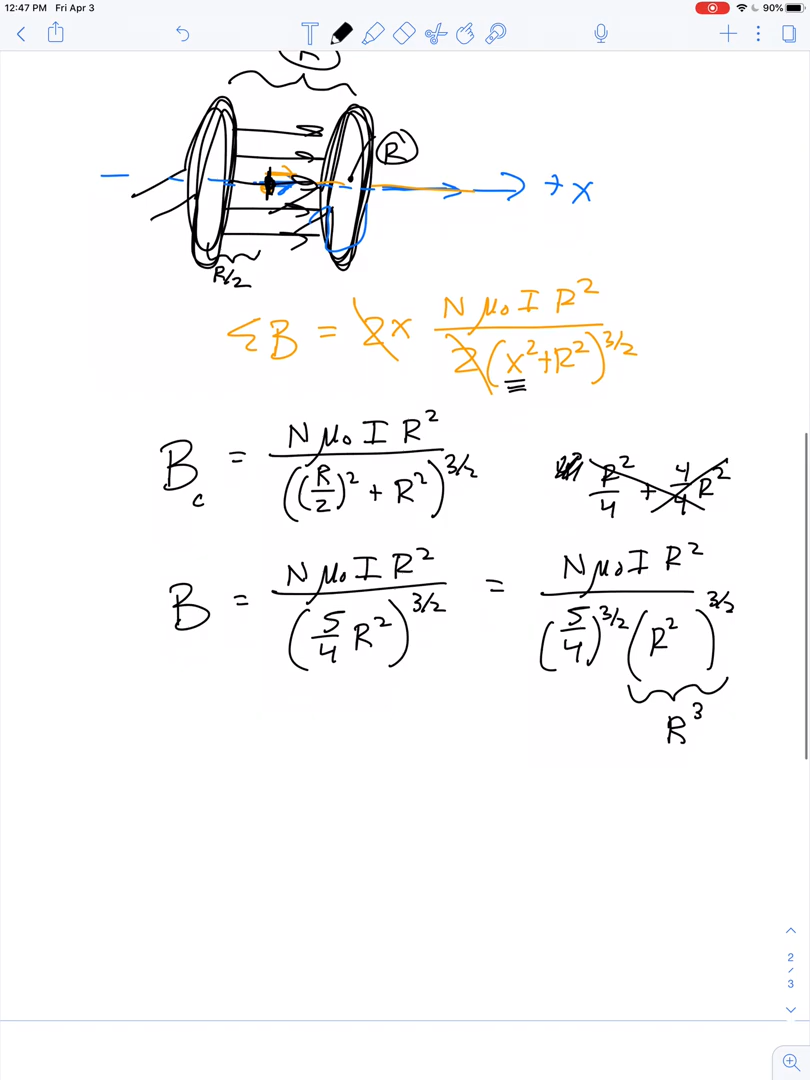 12:47 PM Fri Apr 3
90%
T
R
+x
R/2
ΣB = 2x N μ₀ I R² / 2(x²+R²)^3/2
B_c = N μ₀ I R² / ((R/2)² + R²)^3/2
R²/4 + 4/4 R²
B = N μ₀ I R² / (5/4 R²)^3/2 = N μ₀ I R² / (5/4)^3/2 (R²)^3/2
R³
2
/
3